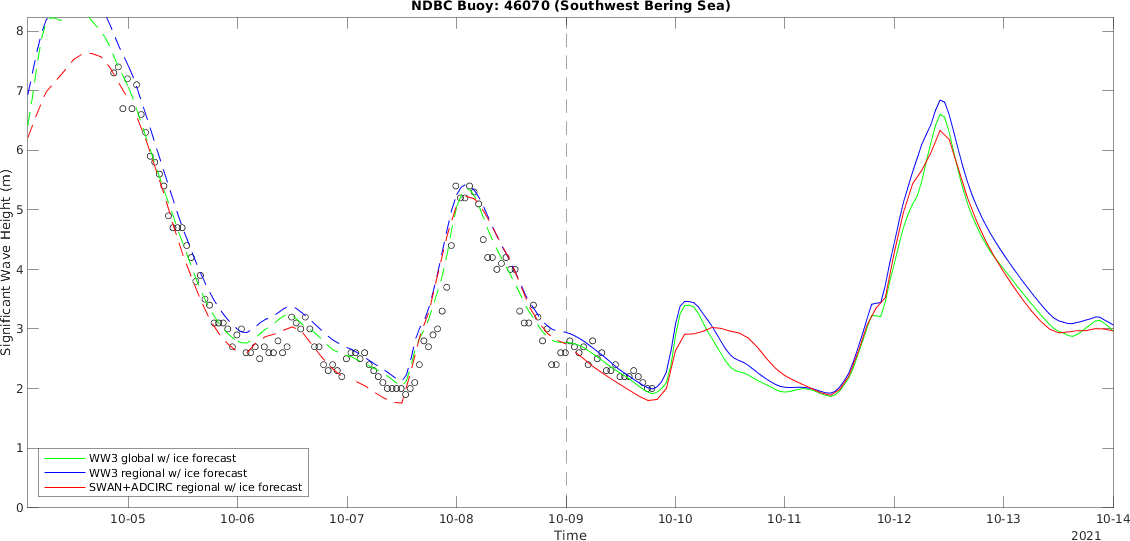 NDBC Buoy: 46070 (Southwest Bering Sea)
Significant Wave Height (m)
8
7
6
5
4
3
2
1
0
WW3 global w/ ice forecast
WW3 regional w/ ice forecast
SWAN+ADCIRC regional w/ ice forecast
10-05 10-06 10-07 10-08 10-09 10-10 10-11 10-12 10-13 10-14
Time
2021